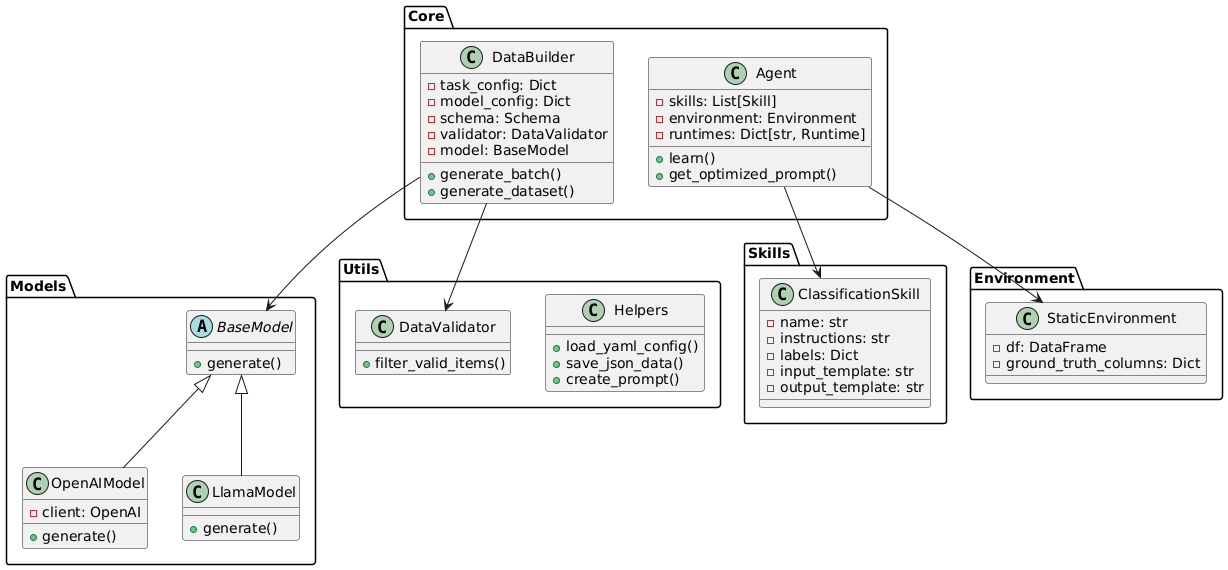 Core
C DataBuilder
task_config: Dict
model_config: Dict
schema: Schema
validator: DataValidator
model: BaseModel
generate_batch()
generate_dataset()
C Agent
skills: List[Skill]
environment: Environment
runtimes: Dict[str, Runtime]
learn()
get_optimized_prompt()
Models
A BaseModel
generate()
C OpenAIModel
client: OpenAI
generate()
C LlamaModel
generate()
Utils
C DataValidator
filter_valid_items()
C Helpers
load_yaml_config()
save_json_data()
create_prompt()
Skills
C ClassificationSkill
name: str
instructions: str
labels: Dict
input_template: str
output_template: str
Environment
C StaticEnvironment
df: DataFrame
ground_truth_columns: Dict